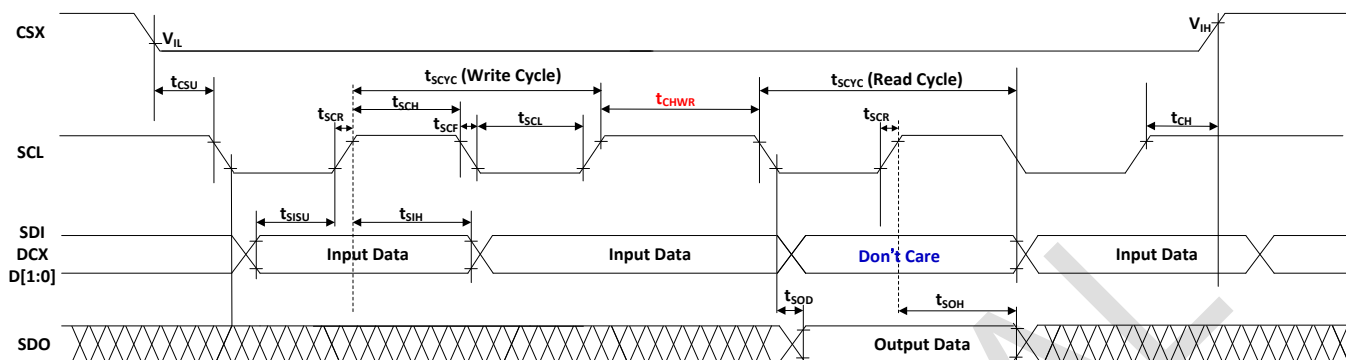 CSX
VIL
VIH
tCSU
tSCYC (Write Cycle)
tSCYC (Read Cycle)
tSCR
tSCH
tSCF
tSCL
tCHWR
tSCR
tCH
SCL
tSISU
tSIH
SDI
DCX
D[1:0]
Input Data
Input Data
Don't Care
Input Data
tSOD
tSOH
SDO
Output Data